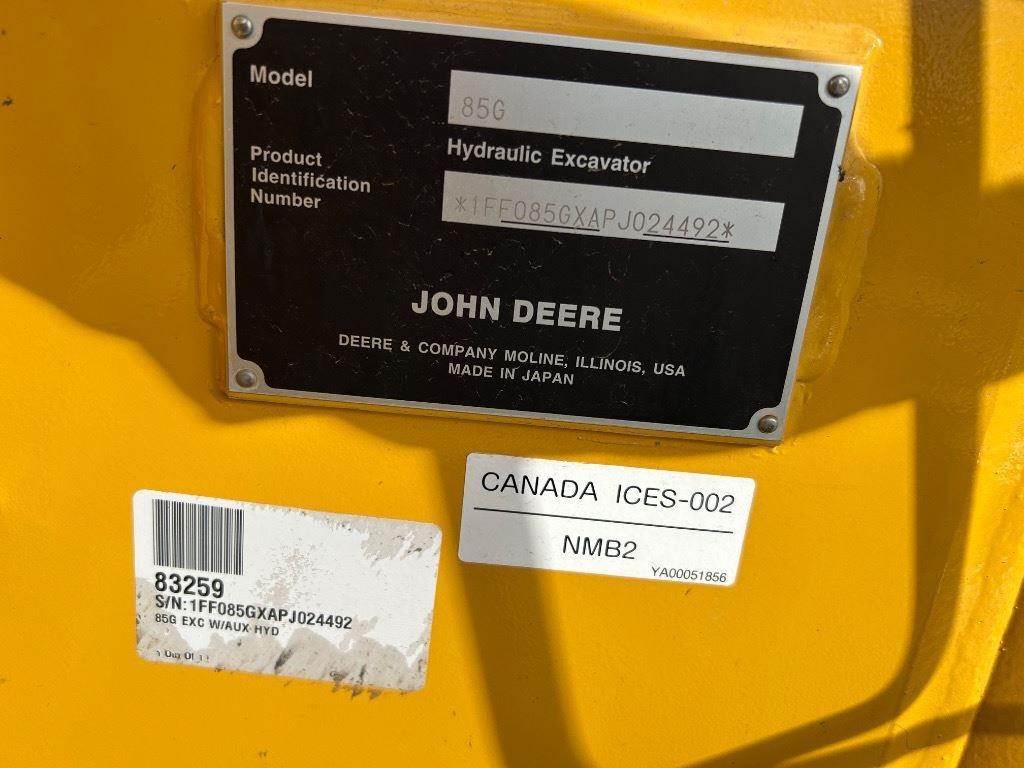 Model
85G
Hydraulic Excavator
Product
Identification
Number
*1FF085GXAPJ024492*
JOHN DEERE
DEERE & COMPANY MOLINE, ILLINOIS, USA
MADE IN JAPAN
CANADA ICES-002
NMB2
YA00051856
83259
S/N:1FF085GXAPJ024492
85G EXC W/AUX HYD